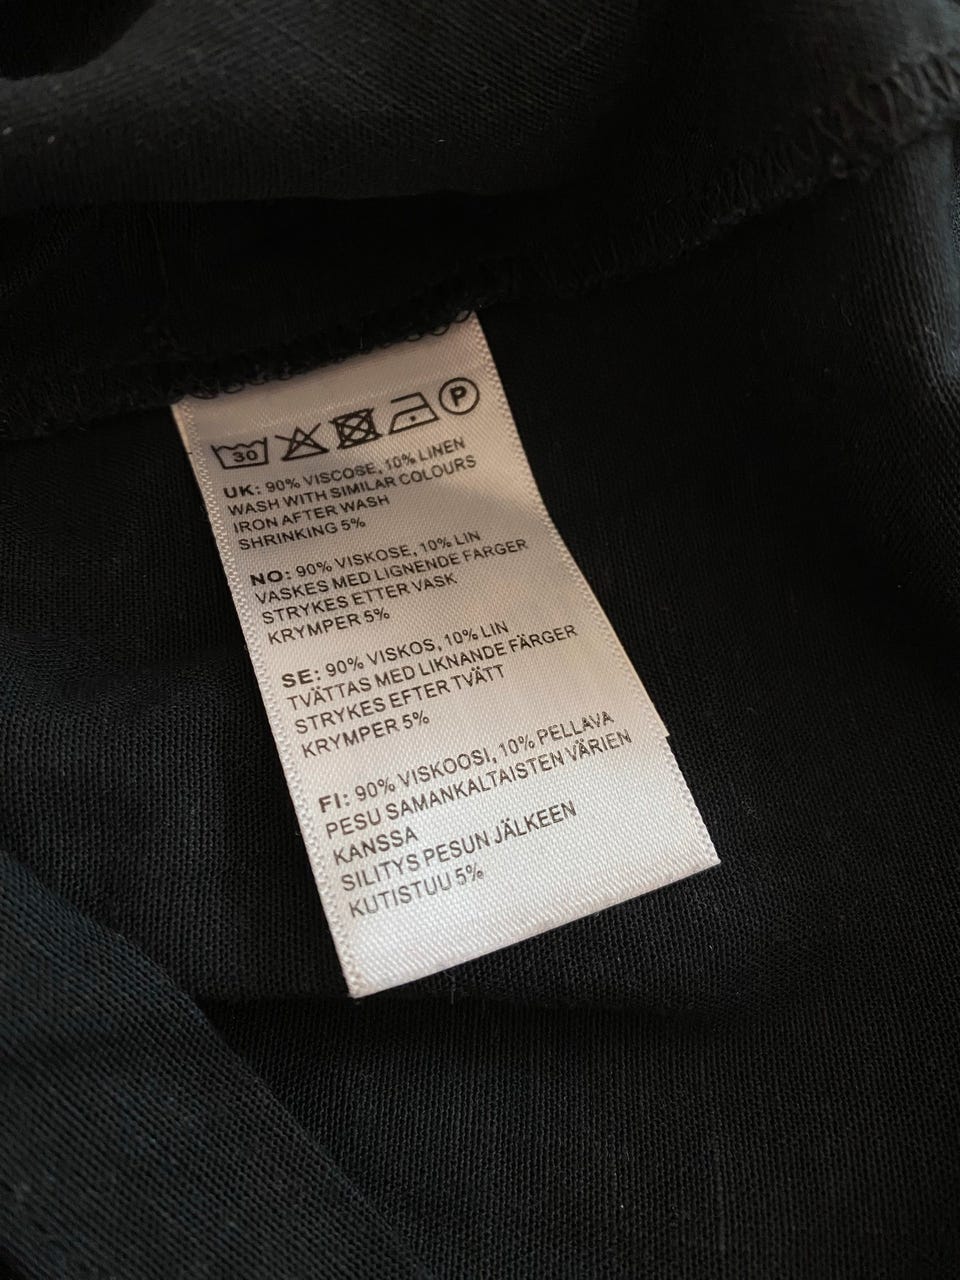 30 P
UK: 90% VISCOSE, 10% LINEN
WASH WITH SIMILAR COLOURS
IRON AFTER WASH
SHRINKING 5%
NO: 90% VISKOSE, 10% LIN
VASKES MED LIGNENDE FARGER
STRYKES ETTER VASK
KRYMPER 5%
SE: 90% VISKOS, 10% LIN
TVÄTTAS MED LIKNANDE FÄRGER
STRYKES EFTER TVÄTT
KRYMPER 5%
FI: 90% VISKOOSI, 10% PELLAVA
PESU SAMANKALTAISTEN VÄRIEN
KANSSA
SILITYS PESUN JÄLKEEN
KUTISTUU 5%